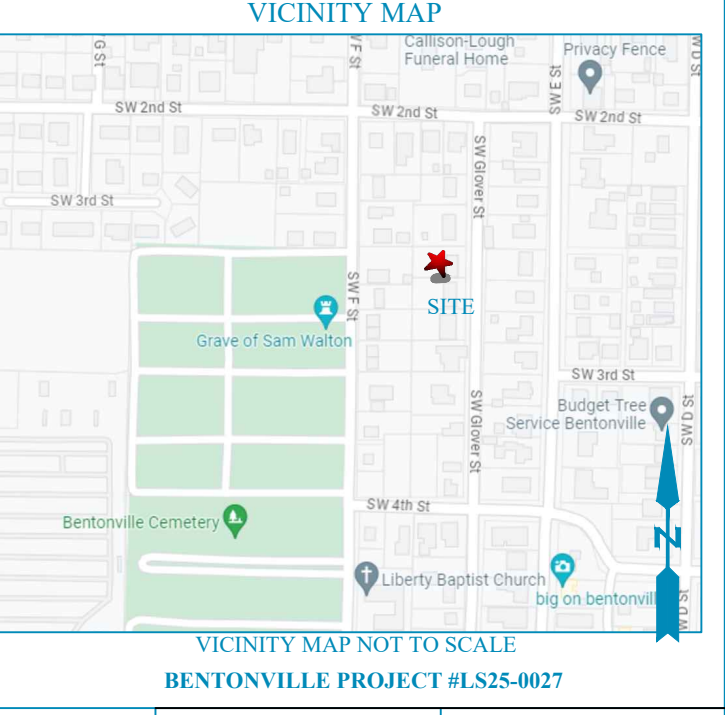 VICINITY MAP
G St
W F St
Callison-Lough
Funeral Home
Privacy Fence
W D St
SW E St
SW 2nd St
SW 2nd St
SW 2nd St
SW Glover St
SW 3rd St
SW F St
SITE
Grave of Sam Walton
SW 3rd St
Budget Tree
Service Bentonville
SW Glover St
SW D St
SW 4th St
Bentonville Cemetery
N
Liberty Baptist Church
big on bentonvill
W D St
VICINITY MAP NOT TO SCALE
BENTONVILLE PROJECT #LS25-0027